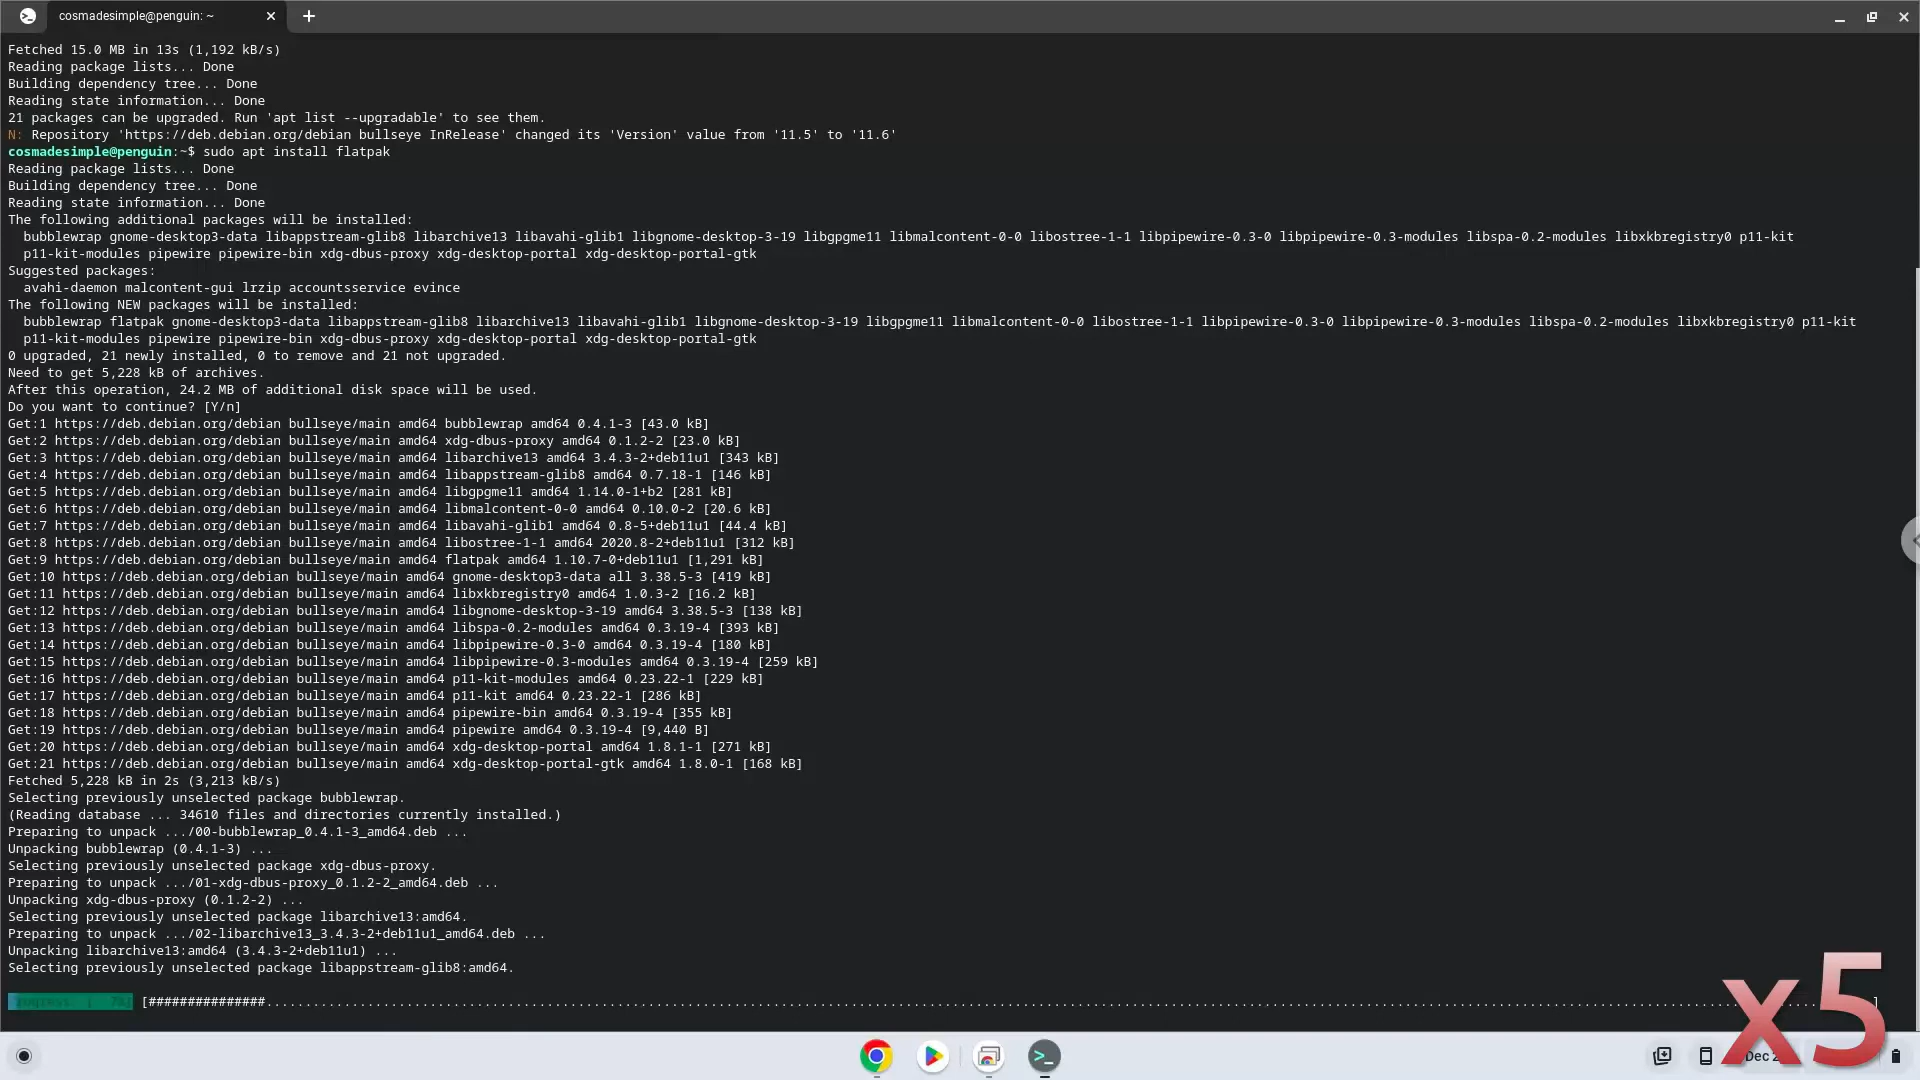 cosmadesimple@penguin: ~
Fetched 15.0 MB in 13s (1,192 kB/s)
Reading package lists... Done
Building dependency tree... Done
Reading state information... Done
21 packages can be upgraded. Run 'apt list --upgradable' to see them.
N: Repository 'https://deb.debian.org/debian bullseye InRelease' changed its 'Version' value from '11.5' to '11.6'
cosmadesimple@penguin:~$ sudo apt install flatpak
Reading package lists... Done
Building dependency tree... Done
Reading state information... Done
The following additional packages will be installed:
  bubblewrap gnome-desktop3-data libappstream-glib8 libarchive13 libavahi-glib1 libgnome-desktop-3-19 libgpgme11 libmalcontent-0-0 libostree-1-1 libpipewire-0.3-0 libpipewire-0.3-modules libspa-0.2-modules libxkbregistry0 p11-kit
  p11-kit-modules pipewire pipewire-bin xdg-dbus-proxy xdg-desktop-portal xdg-desktop-portal-gtk
Suggested packages:
  avahi-daemon malcontent-gui lrzip accountsservice evince
The following NEW packages will be installed:
  bubblewrap flatpak gnome-desktop3-data libappstream-glib8 libarchive13 libavahi-glib1 libgnome-desktop-3-19 libgpgme11 libmalcontent-0-0 libostree-1-1 libpipewire-0.3-0 libpipewire-0.3-modules libspa-0.2-modules libxkbregistry0 p11-kit
  p11-kit-modules pipewire pipewire-bin xdg-dbus-proxy xdg-desktop-portal xdg-desktop-portal-gtk
0 upgraded, 21 newly installed, 0 to remove and 21 not upgraded.
Need to get 5,228 kB of archives.
After this operation, 24.2 MB of additional disk space will be used.
Do you want to continue? [Y/n]
Get:1 https://deb.debian.org/debian bullseye/main amd64 bubblewrap amd64 0.4.1-3 [43.0 kB]
Get:2 https://deb.debian.org/debian bullseye/main amd64 xdg-dbus-proxy amd64 0.1.2-2 [23.0 kB]
Get:3 https://deb.debian.org/debian bullseye/main amd64 libarchive13 amd64 3.4.3-2+deb11u1 [343 kB]
Get:4 https://deb.debian.org/debian bullseye/main amd64 libappstream-glib8 amd64 0.7.18-1 [146 kB]
Get:5 https://deb.debian.org/debian bullseye/main amd64 libgpgme11 amd64 1.14.0-1+b2 [281 kB]
Get:6 https://deb.debian.org/debian bullseye/main amd64 libmalcontent-0-0 amd64 0.10.0-2 [20.6 kB]
Get:7 https://deb.debian.org/debian bullseye/main amd64 libavahi-glib1 amd64 0.8-5+deb11u1 [44.4 kB]
Get:8 https://deb.debian.org/debian bullseye/main amd64 libostree-1-1 amd64 2020.8-2+deb11u1 [312 kB]
Get:9 https://deb.debian.org/debian bullseye/main amd64 flatpak amd64 1.10.7-0+deb11u1 [1,291 kB]
Get:10 https://deb.debian.org/debian bullseye/main amd64 gnome-desktop3-data all 3.38.5-3 [419 kB]
Get:11 https://deb.debian.org/debian bullseye/main amd64 libxkbregistry0 amd64 1.0.3-2 [16.2 kB]
Get:12 https://deb.debian.org/debian bullseye/main amd64 libgnome-desktop-3-19 amd64 3.38.5-3 [138 kB]
Get:13 https://deb.debian.org/debian bullseye/main amd64 libspa-0.2-modules amd64 0.3.19-4 [393 kB]
Get:14 https://deb.debian.org/debian bullseye/main amd64 libpipewire-0.3-0 amd64 0.3.19-4 [180 kB]
Get:15 https://deb.debian.org/debian bullseye/main amd64 libpipewire-0.3-modules amd64 0.3.19-4 [259 kB]
Get:16 https://deb.debian.org/debian bullseye/main amd64 p11-kit-modules amd64 0.23.22-1 [229 kB]
Get:17 https://deb.debian.org/debian bullseye/main amd64 p11-kit amd64 0.23.22-1 [286 kB]
Get:18 https://deb.debian.org/debian bullseye/main amd64 pipewire-bin amd64 0.3.19-4 [355 kB]
Get:19 https://deb.debian.org/debian bullseye/main amd64 pipewire amd64 0.3.19-4 [9,440 B]
Get:20 https://deb.debian.org/debian bullseye/main amd64 xdg-desktop-portal amd64 1.8.1-1 [271 kB]
Get:21 https://deb.debian.org/debian bullseye/main amd64 xdg-desktop-portal-gtk amd64 1.8.0-1 [168 kB]
Fetched 5,228 kB in 2s (3,213 kB/s)
Selecting previously unselected package bubblewrap.
(Reading database ... 34610 files and directories currently installed.)
Preparing to unpack .../00-bubblewrap_0.4.1-3_amd64.deb ...
Unpacking bubblewrap (0.4.1-3) ...
Selecting previously unselected package xdg-dbus-proxy.
Preparing to unpack .../01-xdg-dbus-proxy_0.1.2-2_amd64.deb ...
Unpacking xdg-dbus-proxy (0.1.2-2) ...
Selecting previously unselected package libarchive13:amd64.
Preparing to unpack .../02-libarchive13_3.4.3-2+deb11u1_amd64.deb ...
Unpacking libarchive13:amd64 (3.4.3-2+deb11u1) ...
Selecting previously unselected package libappstream-glib8:amd64.
x5
Dec